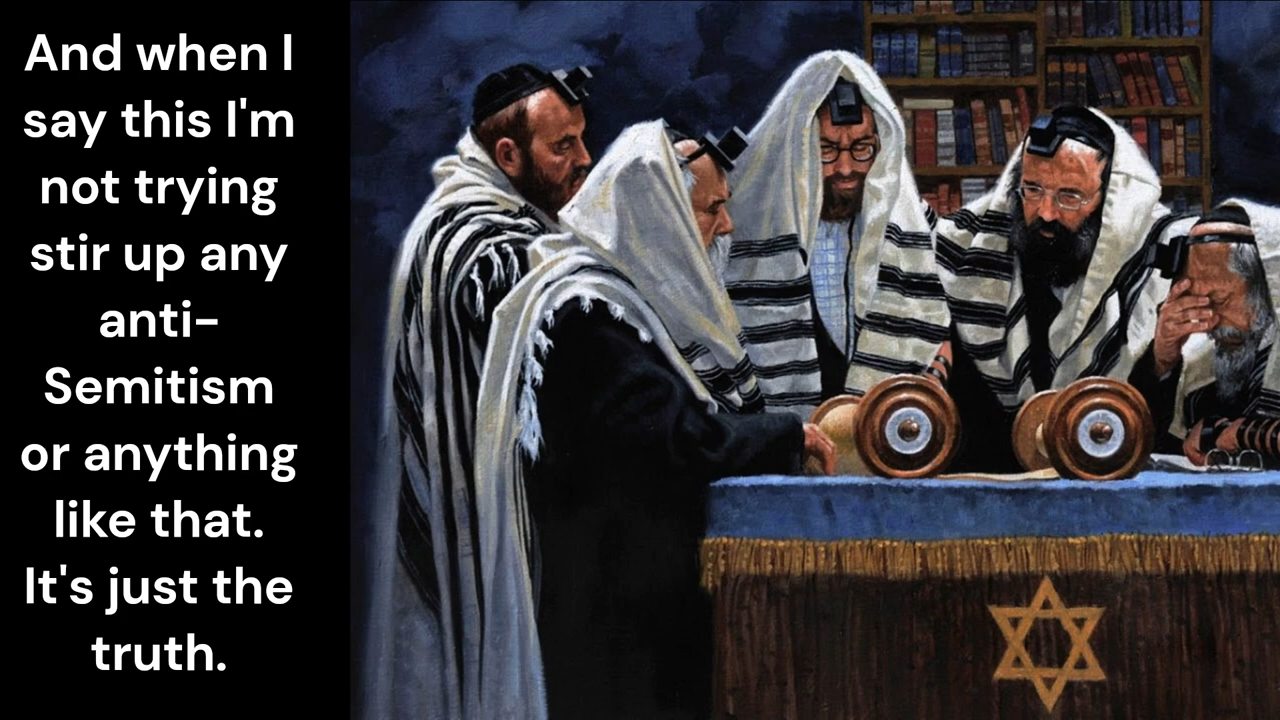 And when I
say this I'm
not trying
stir up any
anti-
Semitism
or anything
like that.
It's just the
truth.